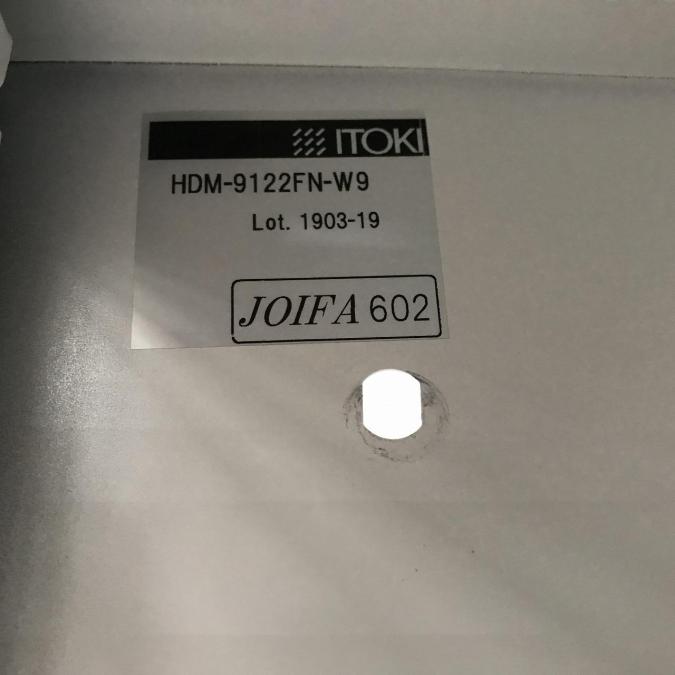 ITOKI
HDM-9122FN-W9
Lot. 1903-19
JOIFA 602